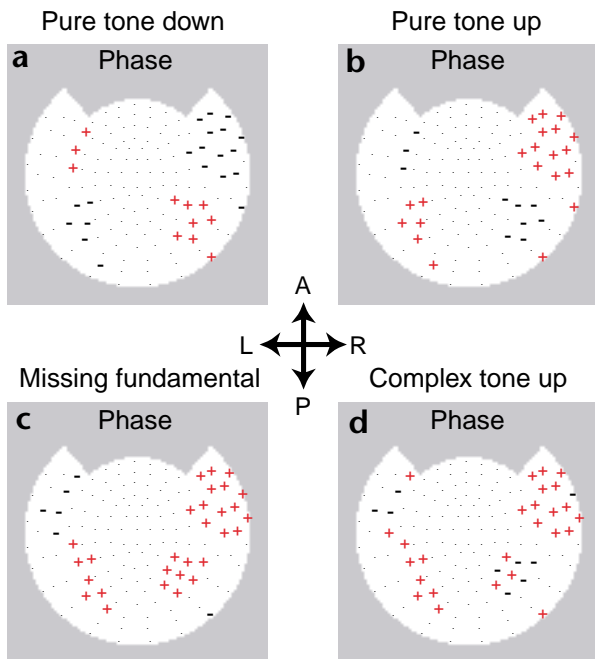 Pure tone down
Pure tone up
a
Phase
b
Phase
A
L
R
P
Missing fundamental
Complex tone up
c
Phase
d
Phase